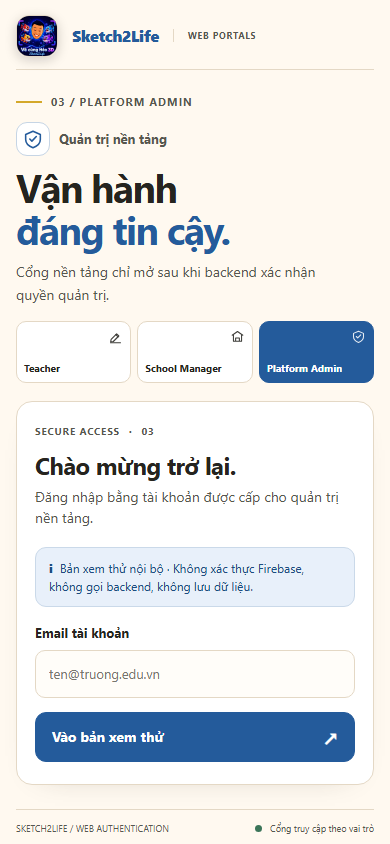 Vẽ cùng Héo 3D
Sketch2Life
WEB PORTALS
03 / PLATFORM ADMIN
Quản trị nền tảng
Vận hành
đáng tin cậy.
Cổng nền tảng chỉ mở sau khi backend xác nhận
quyền quản trị.
Teacher
School Manager
Platform Admin
SECURE ACCESS · 03
Chào mừng trở lại.
Đăng nhập bằng tài khoản được cấp cho quản trị
nền tảng.
i Bản xem thử nội bộ · Không xác thực Firebase,
không gọi backend, không lưu dữ liệu.
Email tài khoản
ten@truong.edu.vn
Vào bản xem thử ↗
SKETCH2LIFE / WEB AUTHENTICATION
Cổng truy cập theo vai trò